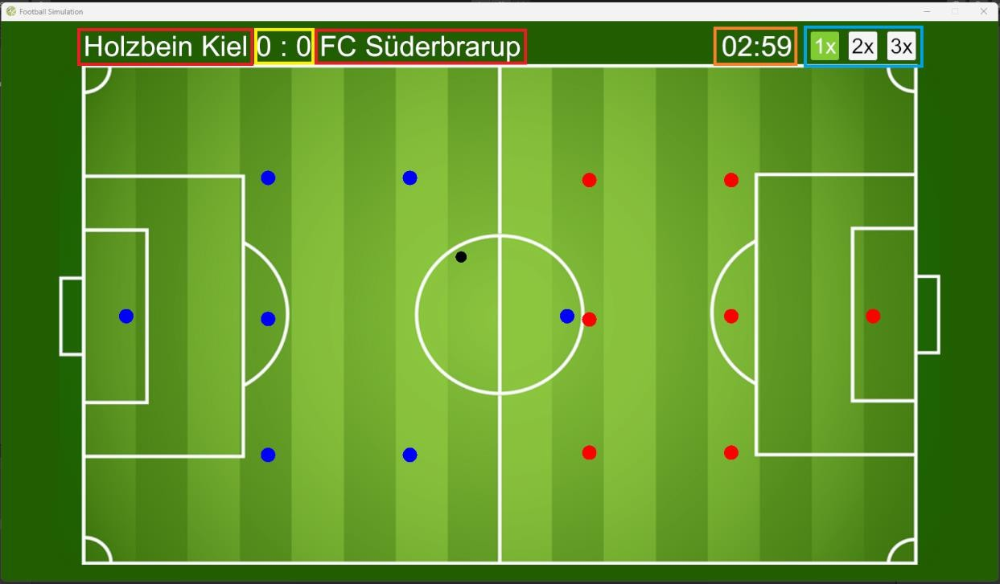 Football Simulation
Holzbein Kiel 0 : 0 FC Süderbrarup 02:59 1x 2x 3x